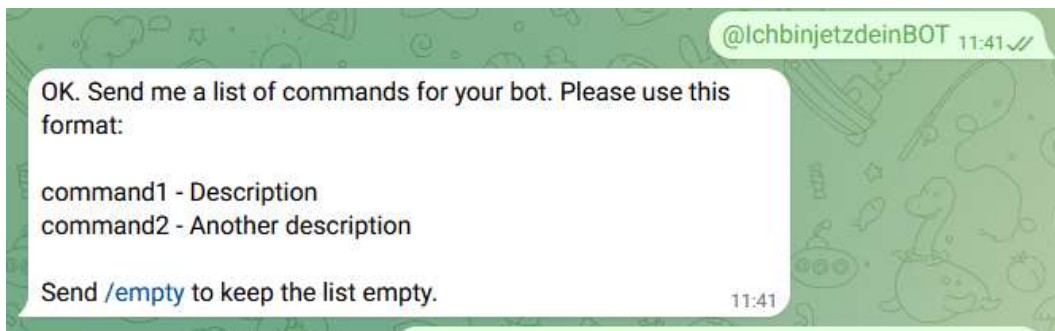 @IchbinjetzdeinBOT 11:41
OK. Send me a list of commands for your bot. Please use this
format:
command1 - Description
command2 - Another description
Send /empty to keep the list empty.
11:41